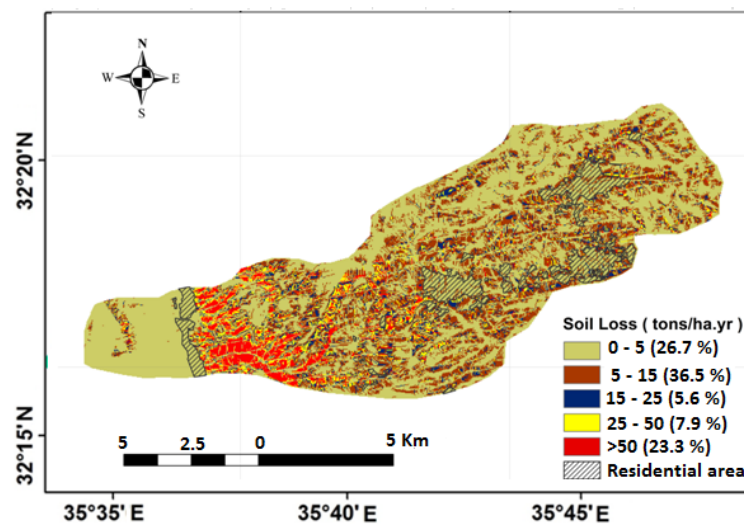 N
W E
S
32°20'N
32°15'N
Soil Loss ( tons/ha.yr )
0 - 5 (26.7 %)
5 - 15 (36.5 %)
15 - 25 (5.6 %)
25 - 50 (7.9 %)
>50 (23.3 %)
Residential area
5 2.5 0 5 Km
35°35'E 35°40'E 35°45'E